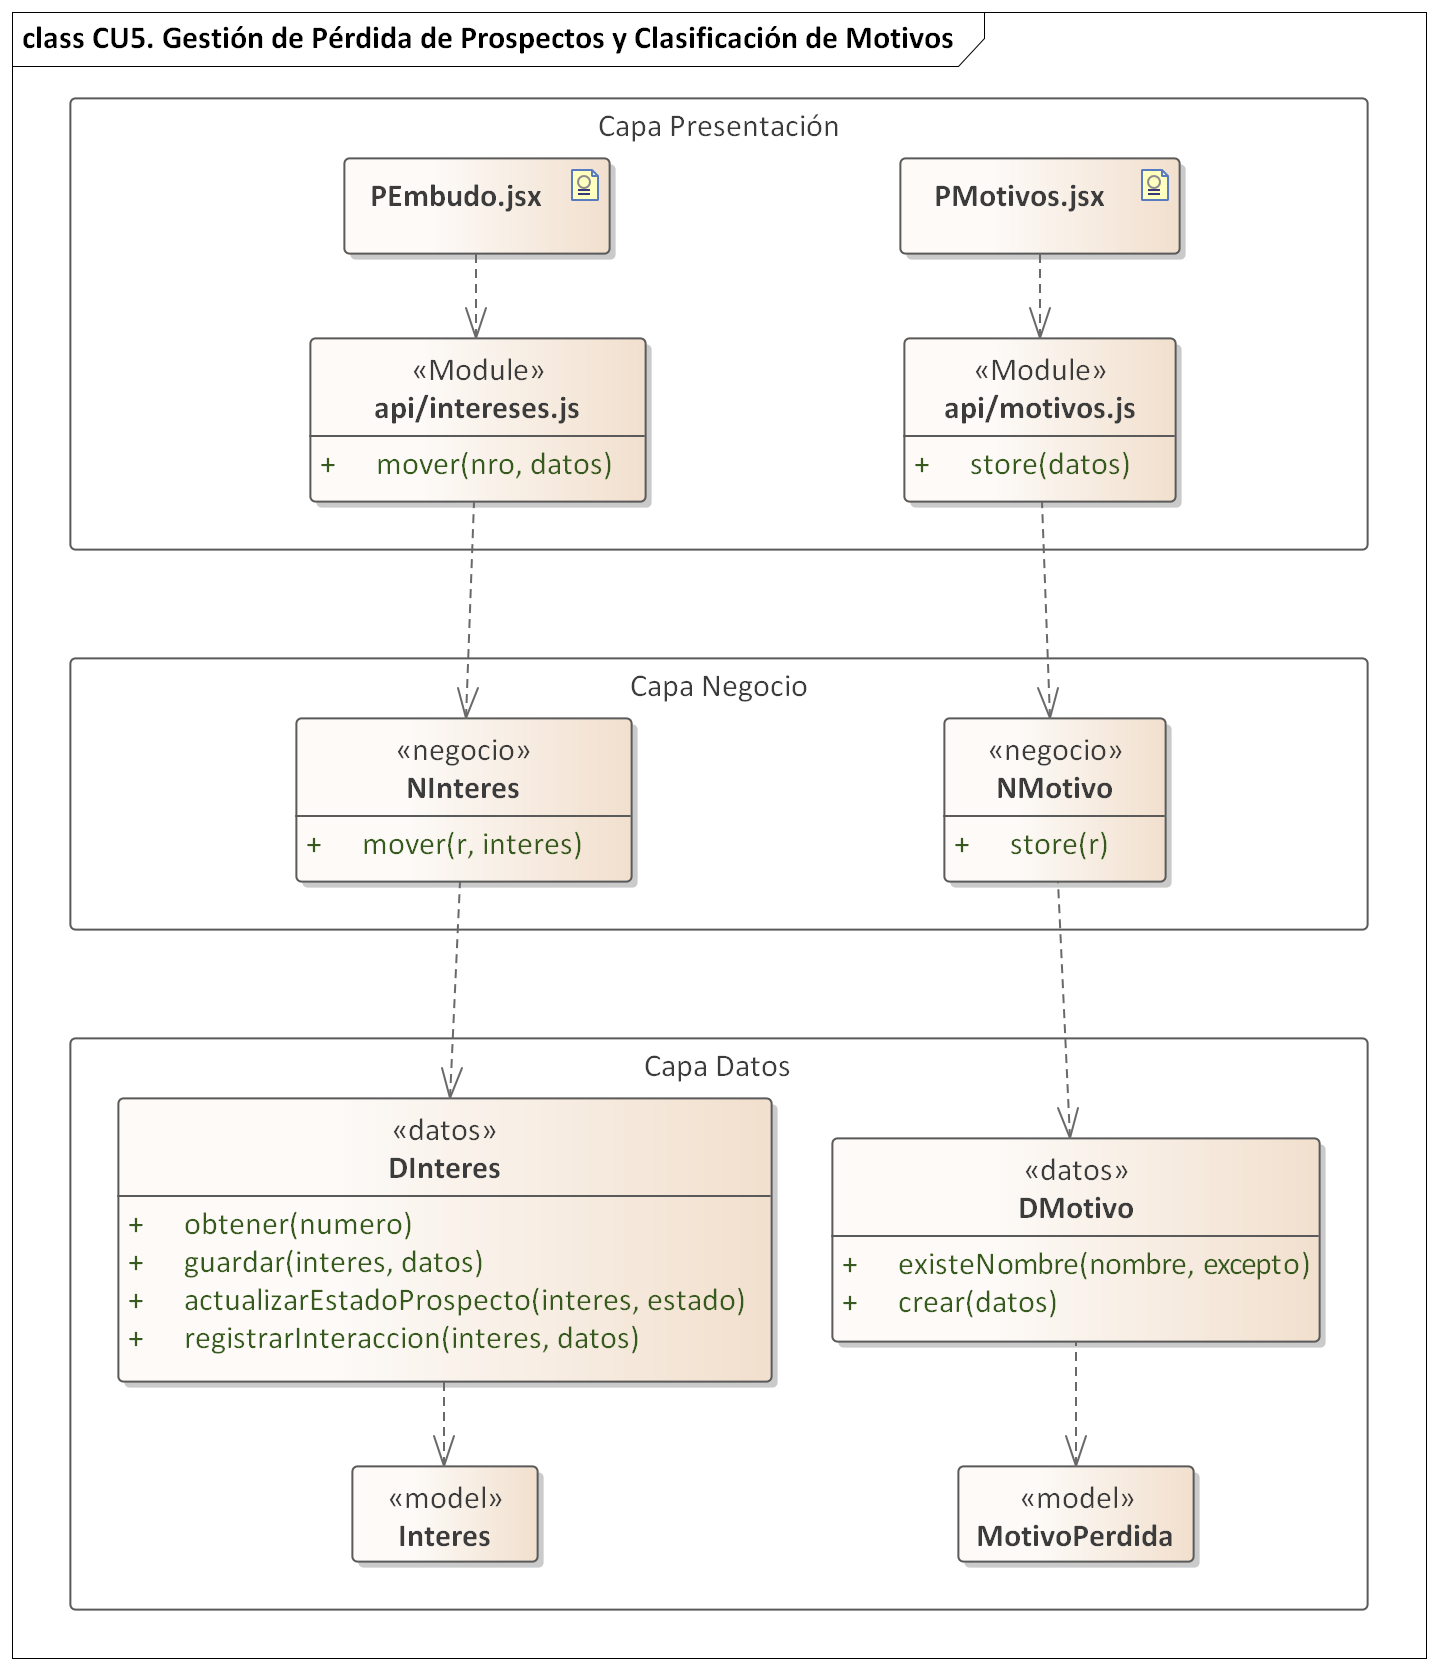 class CU5. Gestión de Pérdida de Prospectos y Clasificación de Motivos
Capa Presentación
PEmbudo.jsx
PMotivos.jsx
«Module»
api/intereses.js
+ mover(nro, datos)
«Module»
api/motivos.js
+ store(datos)
Capa Negocio
«negocio»
NInteres
+ mover(r, interes)
«negocio»
NMotivo
+ store(r)
Capa Datos
«datos»
DInteres
+ obtener(numero)
+ guardar(interes, datos)
+ actualizarEstadoProspecto(interes, estado)
+ registrarInteraccion(interes, datos)
«datos»
DMotivo
+ existeNombre(nombre, excepto)
+ crear(datos)
«model»
Interes
«model»
MotivoPerdida